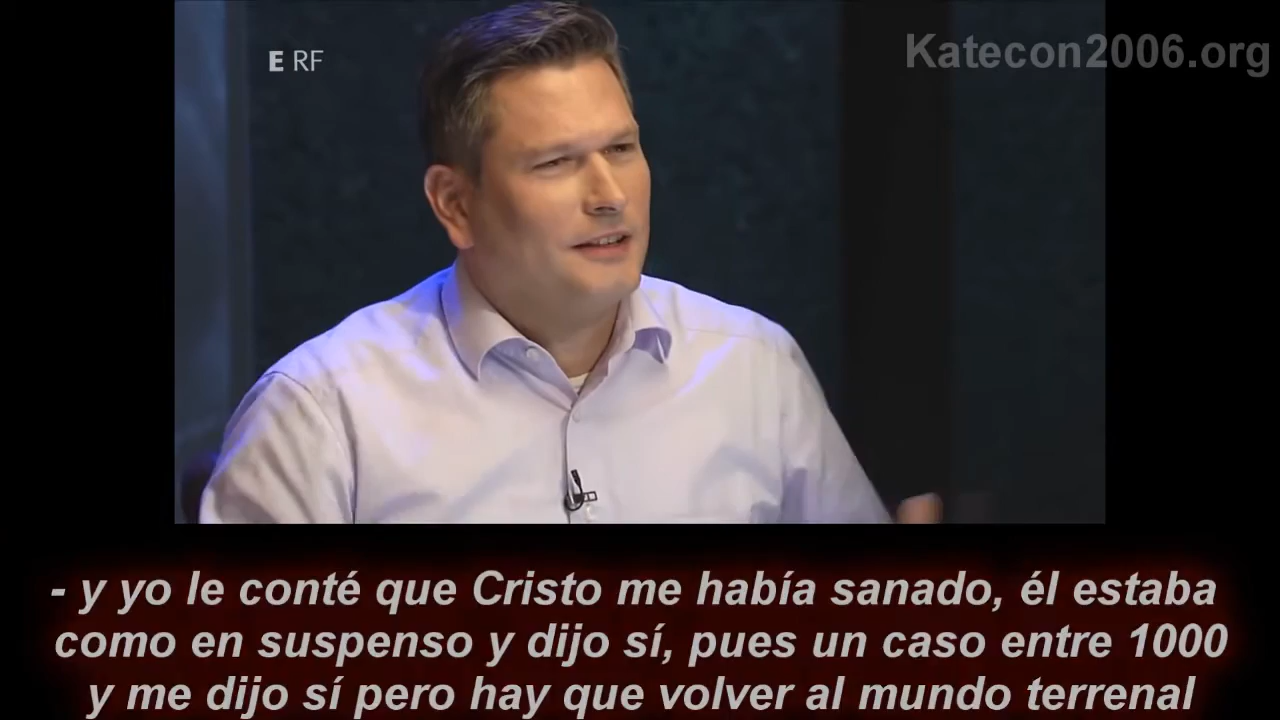 E RF
Katecon2006.org
- y yo le conté que Cristo me había sanado, él estaba
como en suspenso y dijo sí, pues un caso entre 1000
y me dijo sí pero hay que volver al mundo terrenal